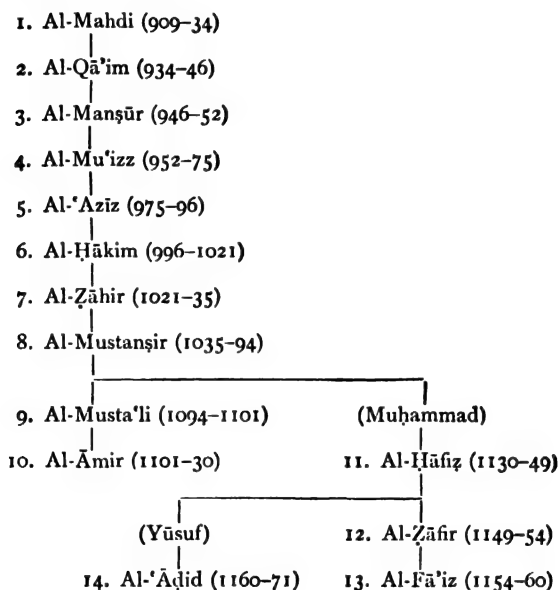 1. Al-Mahdi (909–34)
2. Al-Qā'im (934–46)
3. Al-Manṣūr (946–52)
4. Al-Mu‘izz (952–75)
5. Al-‘Azīz (975–96)
6. Al-Ḥākim (996–1021)
7. Al-Ẓāhir (1021–35)
8. Al-Mustanṣir (1035–94)
9. Al-Musta‘li (1094–1101) (Muḥammad)
10. Al-Āmir (1101–30) 11. Al-Ḥāfiẓ (1130–49)
(Yūsuf) 12. Al-Ẓāfir (1149–54)
14. Al-‘Āḍid (1160–71) 13. Al-Fā'iz (1154–60)